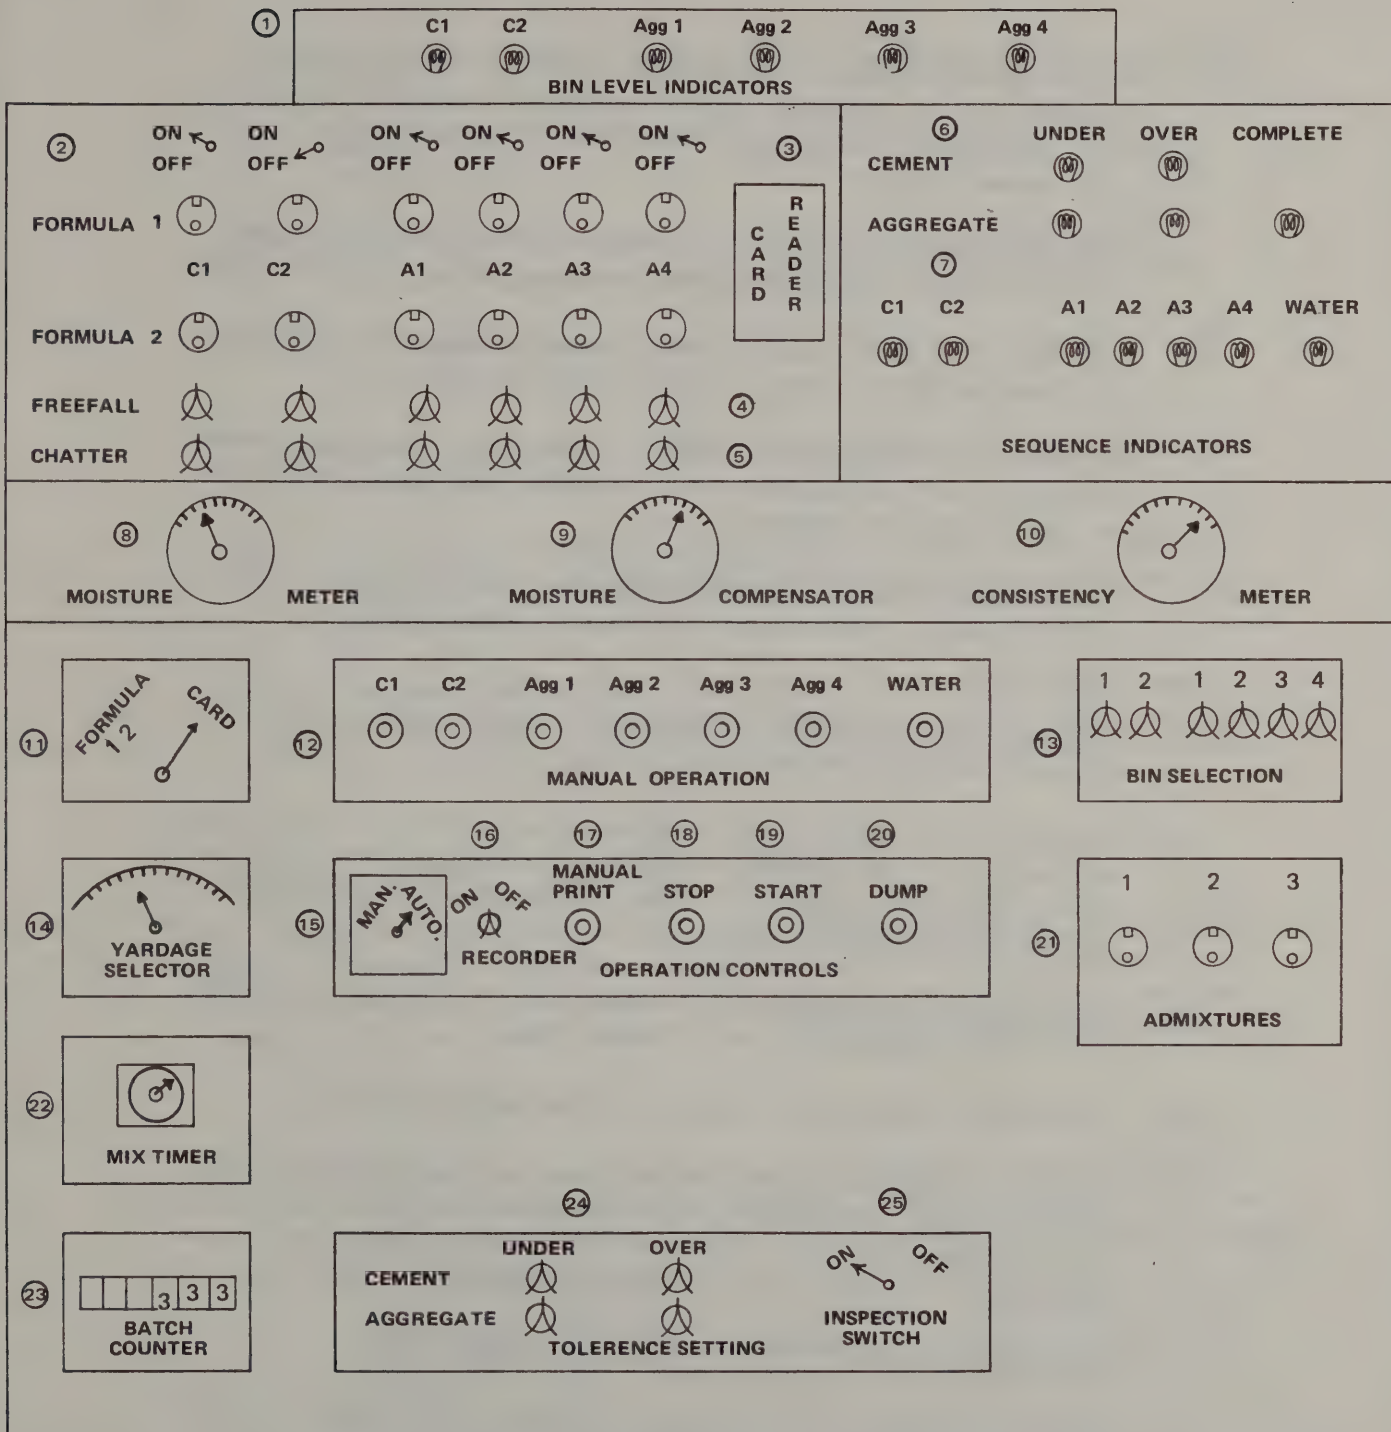 1 C1 C2 Agg 1 Agg 2 Agg 3 Agg 4
BIN LEVEL INDICATORS
2 ON ON ON ON ON ON 3
OFF OFF OFF OFF OFF OFF
FORMULA 1
C1 C2 A1 A2 A3 A4
FORMULA 2
FREEFALL 4
CHATTER 5
CARD
READER
6 UNDER OVER COMPLETE
CEMENT
AGGREGATE
7
C1 C2 A1 A2 A3 A4 WATER
SEQUENCE INDICATORS
8 MOISTURE METER
9 MOISTURE COMPENSATOR
10 CONSISTENCY METER
11 FORMULA CARD
1 2
12 C1 C2 Agg 1 Agg 2 Agg 3 Agg 4 WATER
MANUAL OPERATION
13 1 2 1 2 3 4
BIN SELECTION
14 YARDAGE
SELECTOR
16 17 18 19 20
15 MAN. AUTO. ON OFF
RECORDER
MANUAL
PRINT STOP START DUMP
OPERATION CONTROLS
21 1 2 3
ADMIXTURES
22 MIX TIMER
23 3 3 3
BATCH
COUNTER
24 25
UNDER OVER ON OFF
CEMENT
AGGREGATE
TOLERENCE SETTING
INSPECTION
SWITCH